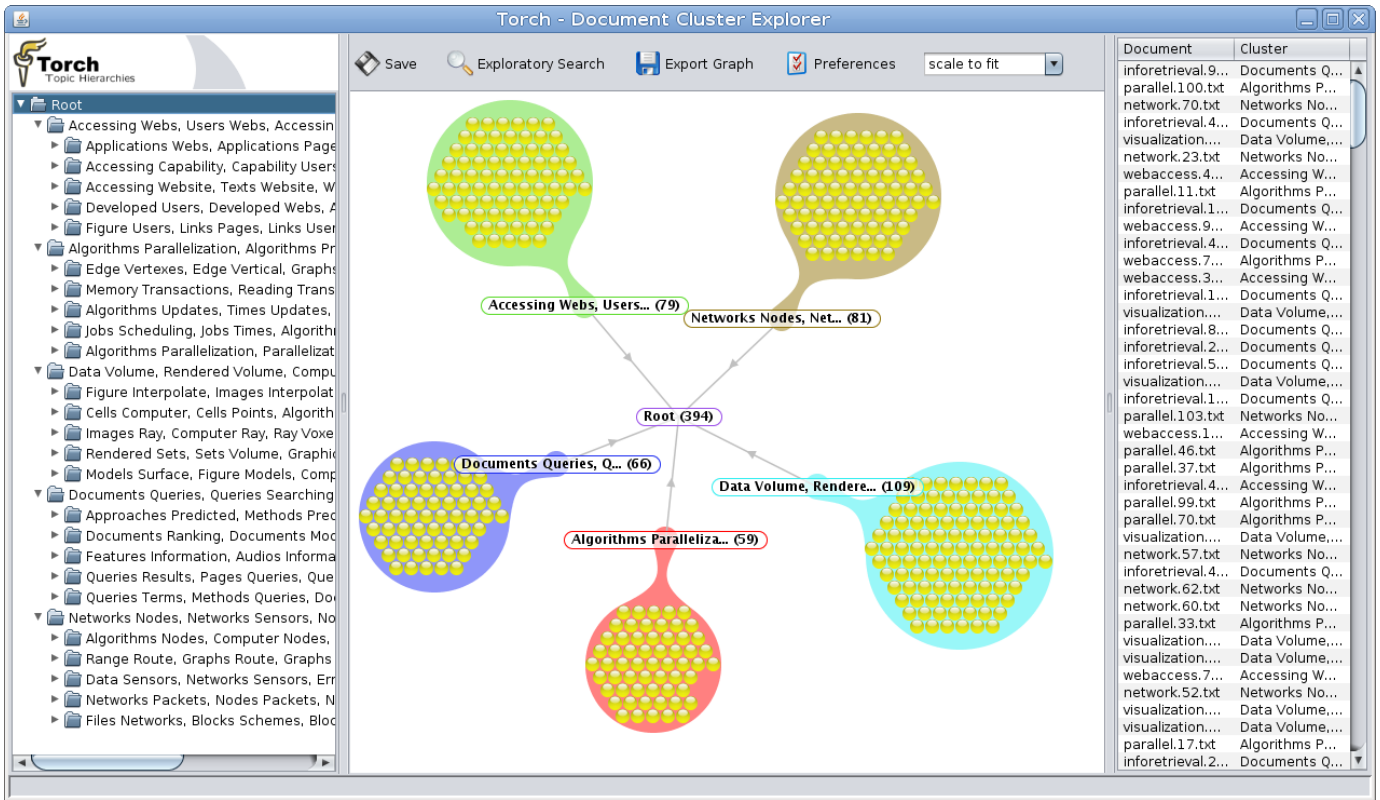 Torch - Document Cluster Explorer
Torch
Topic Hierarchies
Save
Exploratory Search
Export Graph
Preferences
scale to fit
Root
Accessing Webs, Users Webs, Accessin
Applications Webs, Applications Page
Accessing Capability, Capability Users
Accessing Website, Texts Website, W
Developed Users, Developed Webs, A
Figure Users, Links Pages, Links User
Algorithms Parallelization, Algorithms Pr
Edge Vertexes, Edge Vertical, Graphs
Memory Transactions, Reading Trans
Algorithms Updates, Times Updates,
Jobs Scheduling, Jobs Times, Algorithm
Algorithms Parallelization, Parallelizat
Data Volume, Rendered Volume, Compu
Figure Interpolate, Images Interpolat
Cells Computer, Cells Points, Algorith
Images Ray, Computer Ray, Ray Voxe
Rendered Sets, Sets Volume, Graphic
Models Surface, Figure Models, Comp
Documents Queries, Queries Searching
Approaches Predicted, Methods Pred
Documents Ranking, Documents Mod
Features Information, Audios Informa
Queries Results, Pages Queries, Que
Queries Terms, Methods Queries, Do
Networks Nodes, Networks Sensors, No
Algorithms Nodes, Computer Nodes,
Range Route, Graphs Route, Graphs
Data Sensors, Networks Sensors, Err
Networks Packets, Nodes Packets, N
Files Networks, Blocks Schemes, Bloc
Accessing Webs, Users... (79)
Networks Nodes, Net... (81)
Root (394)
Documents Queries, Q... (66)
Data Volume, Rendere... (109)
Algorithms Paralleliza... (59)
Document Cluster
inforetrieval.9... Documents Q...
parallel.100.txt Algorithms P...
network.70.txt Networks No...
inforetrieval.4... Documents Q...
visualization.... Data Volume,...
network.23.txt Networks No...
webaccess.4... Accessing W...
parallel.11.txt Algorithms P...
inforetrieval.1... Documents Q...
webaccess.9... Accessing W...
inforetrieval.4... Documents Q...
webaccess.7... Algorithms P...
webaccess.3... Accessing W...
inforetrieval.1... Documents Q...
visualization.... Data Volume,...
inforetrieval.8... Documents Q...
inforetrieval.2... Documents Q...
inforetrieval.5... Documents Q...
visualization.... Data Volume,...
inforetrieval.1... Documents Q...
parallel.103.txt Networks No...
webaccess.1... Accessing W...
parallel.46.txt Algorithms P...
parallel.37.txt Algorithms P...
inforetrieval.4... Accessing W...
parallel.99.txt Algorithms P...
parallel.70.txt Algorithms P...
visualization.... Data Volume,...
network.57.txt Networks No...
inforetrieval.4... Documents Q...
network.62.txt Networks No...
network.60.txt Networks No...
parallel.33.txt Algorithms P...
visualization.... Data Volume,...
visualization.... Data Volume,...
webaccess.7... Accessing W...
network.52.txt Networks No...
visualization.... Data Volume,...
visualization.... Data Volume,...
parallel.17.txt Algorithms P...
inforetrieval.2... Documents Q...